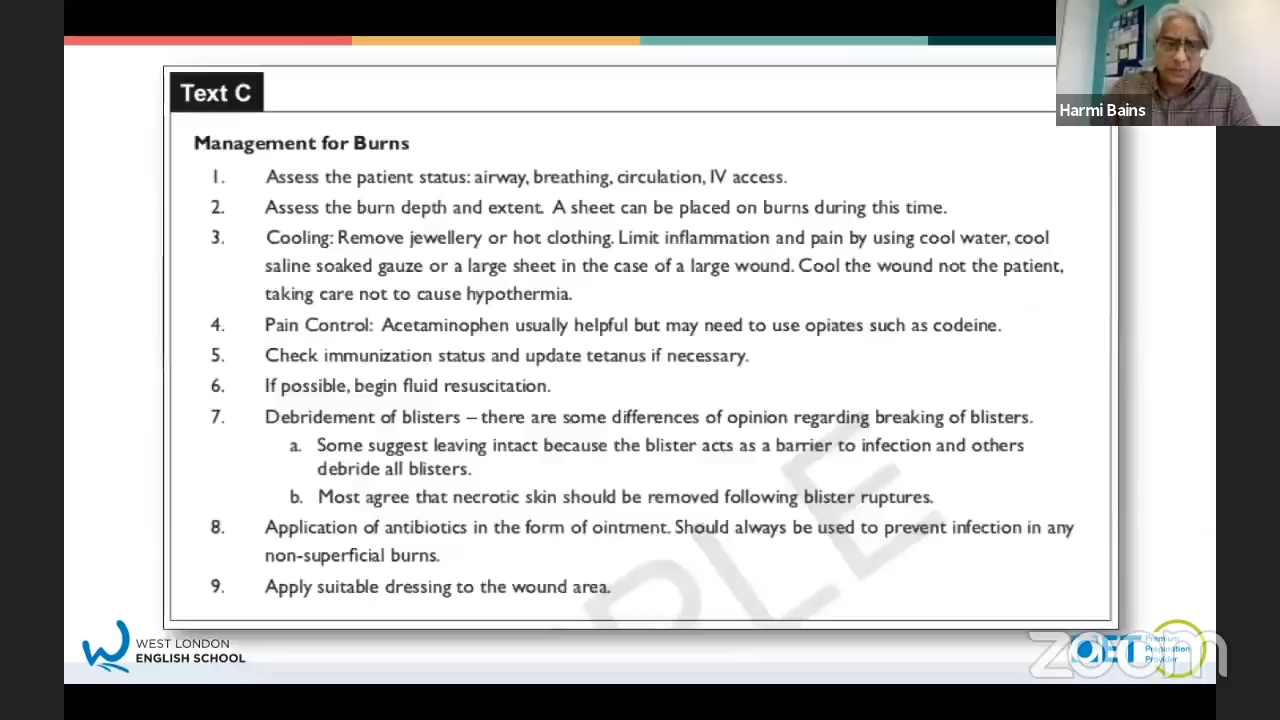 Harmi Bains
Text C
Management for Burns
1. Assess the patient status: airway, breathing, circulation, IV access.
2. Assess the burn depth and extent. A sheet can be placed on burns during this time.
3. Cooling: Remove jewellery or hot clothing. Limit inflammation and pain by using cool water, cool
saline soaked gauze or a large sheet in the case of a large wound. Cool the wound not the patient,
taking care not to cause hypothermia.
4. Pain Control: Acetaminophen usually helpful but may need to use opiates such as codeine.
5. Check immunization status and update tetanus if necessary.
6. If possible, begin fluid resuscitation.
7. Debridement of blisters – there are some differences of opinion regarding breaking of blisters.
a. Some suggest leaving intact because the blister acts as a barrier to infection and others
debride all blisters.
b. Most agree that necrotic skin should be removed following blister ruptures.
8. Application of antibiotics in the form of ointment. Should always be used to prevent infection in any
non-superficial burns.
9. Apply suitable dressing to the wound area.
PLE
WEST LONDON
ENGLISH SCHOOL
OET
Premium
Preparation
Provider
zoom